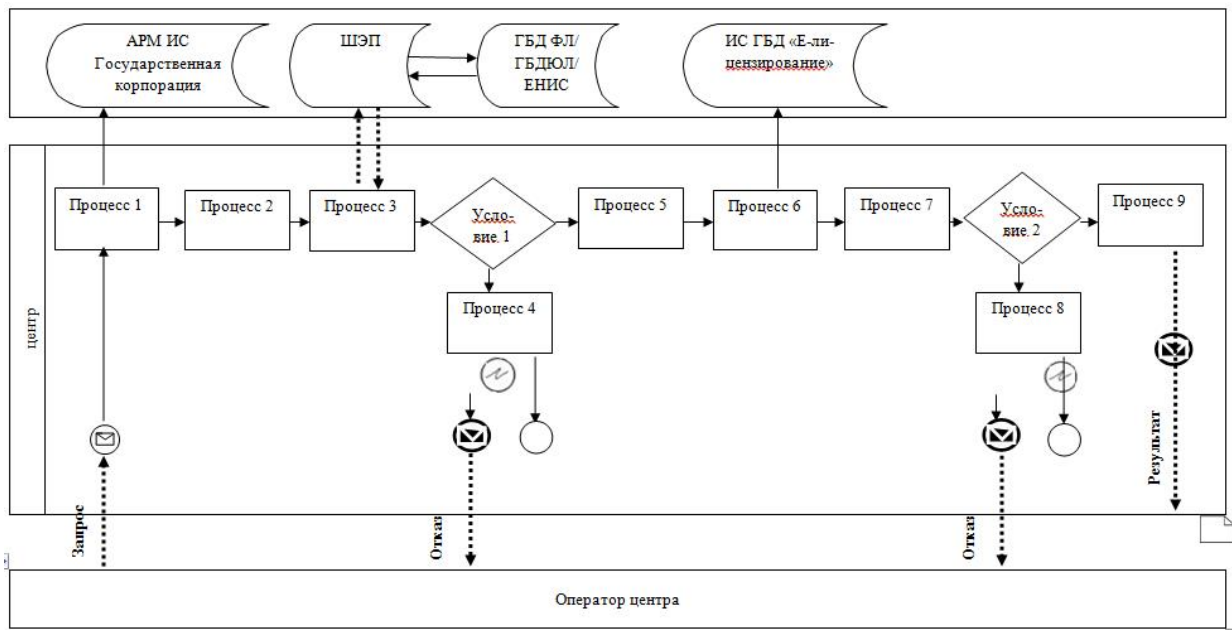 АРМ ИС
Государственная
корпорация
ШЭП
ГБД ФЛ/
ГБДЮЛ/
ЕНИС
ИС ГБД «Е-ли-
цензирование»
центр
Процесс 1
Процесс 2
Процесс 3
Усло-
вие 1
Процесс 5
Процесс 6
Процесс 7
Усло-
вие 2
Процесс 9
Процесс 4
Процесс 8
Запрос
Отказ
Отказ
Результат
Оператор центра